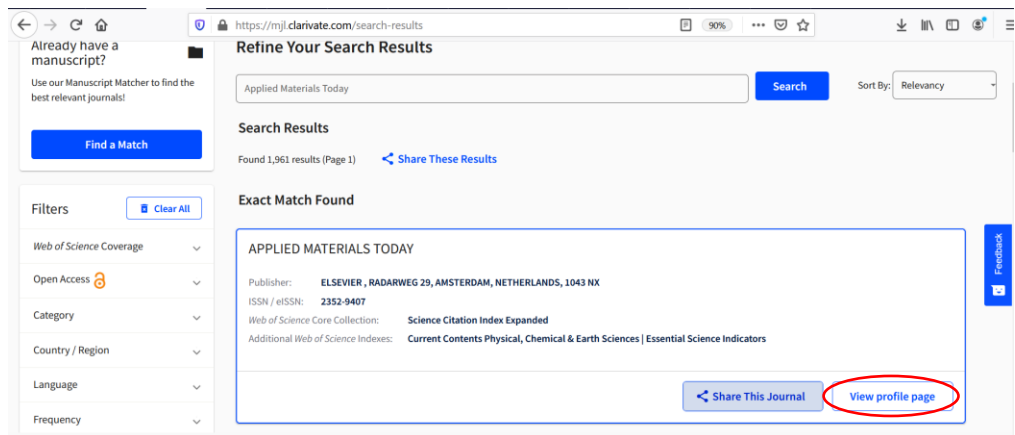 https://mjl.clarivate.com/search-results
90%
Already have a
manuscript?
Use our Manuscript Matcher to find the
best relevant journals!
Find a Match
Filters
Clear All
Web of Science Coverage
Open Access
Category
Country / Region
Language
Frequency
Refine Your Search Results
Applied Materials Today
Search
Sort By:
Relevancy
Search Results
Found 1,961 results (Page 1)
Share These Results
Exact Match Found
APPLIED MATERIALS TODAY
Publisher: ELSEVIER , RADARWEG 29, AMSTERDAM, NETHERLANDS, 1043 NX
ISSN / eISSN: 2352-9407
Web of Science Core Collection: Science Citation Index Expanded
Additional Web of Science Indexes: Current Contents Physical, Chemical & Earth Sciences | Essential Science Indicators
Share This Journal
View profile page
Feedback